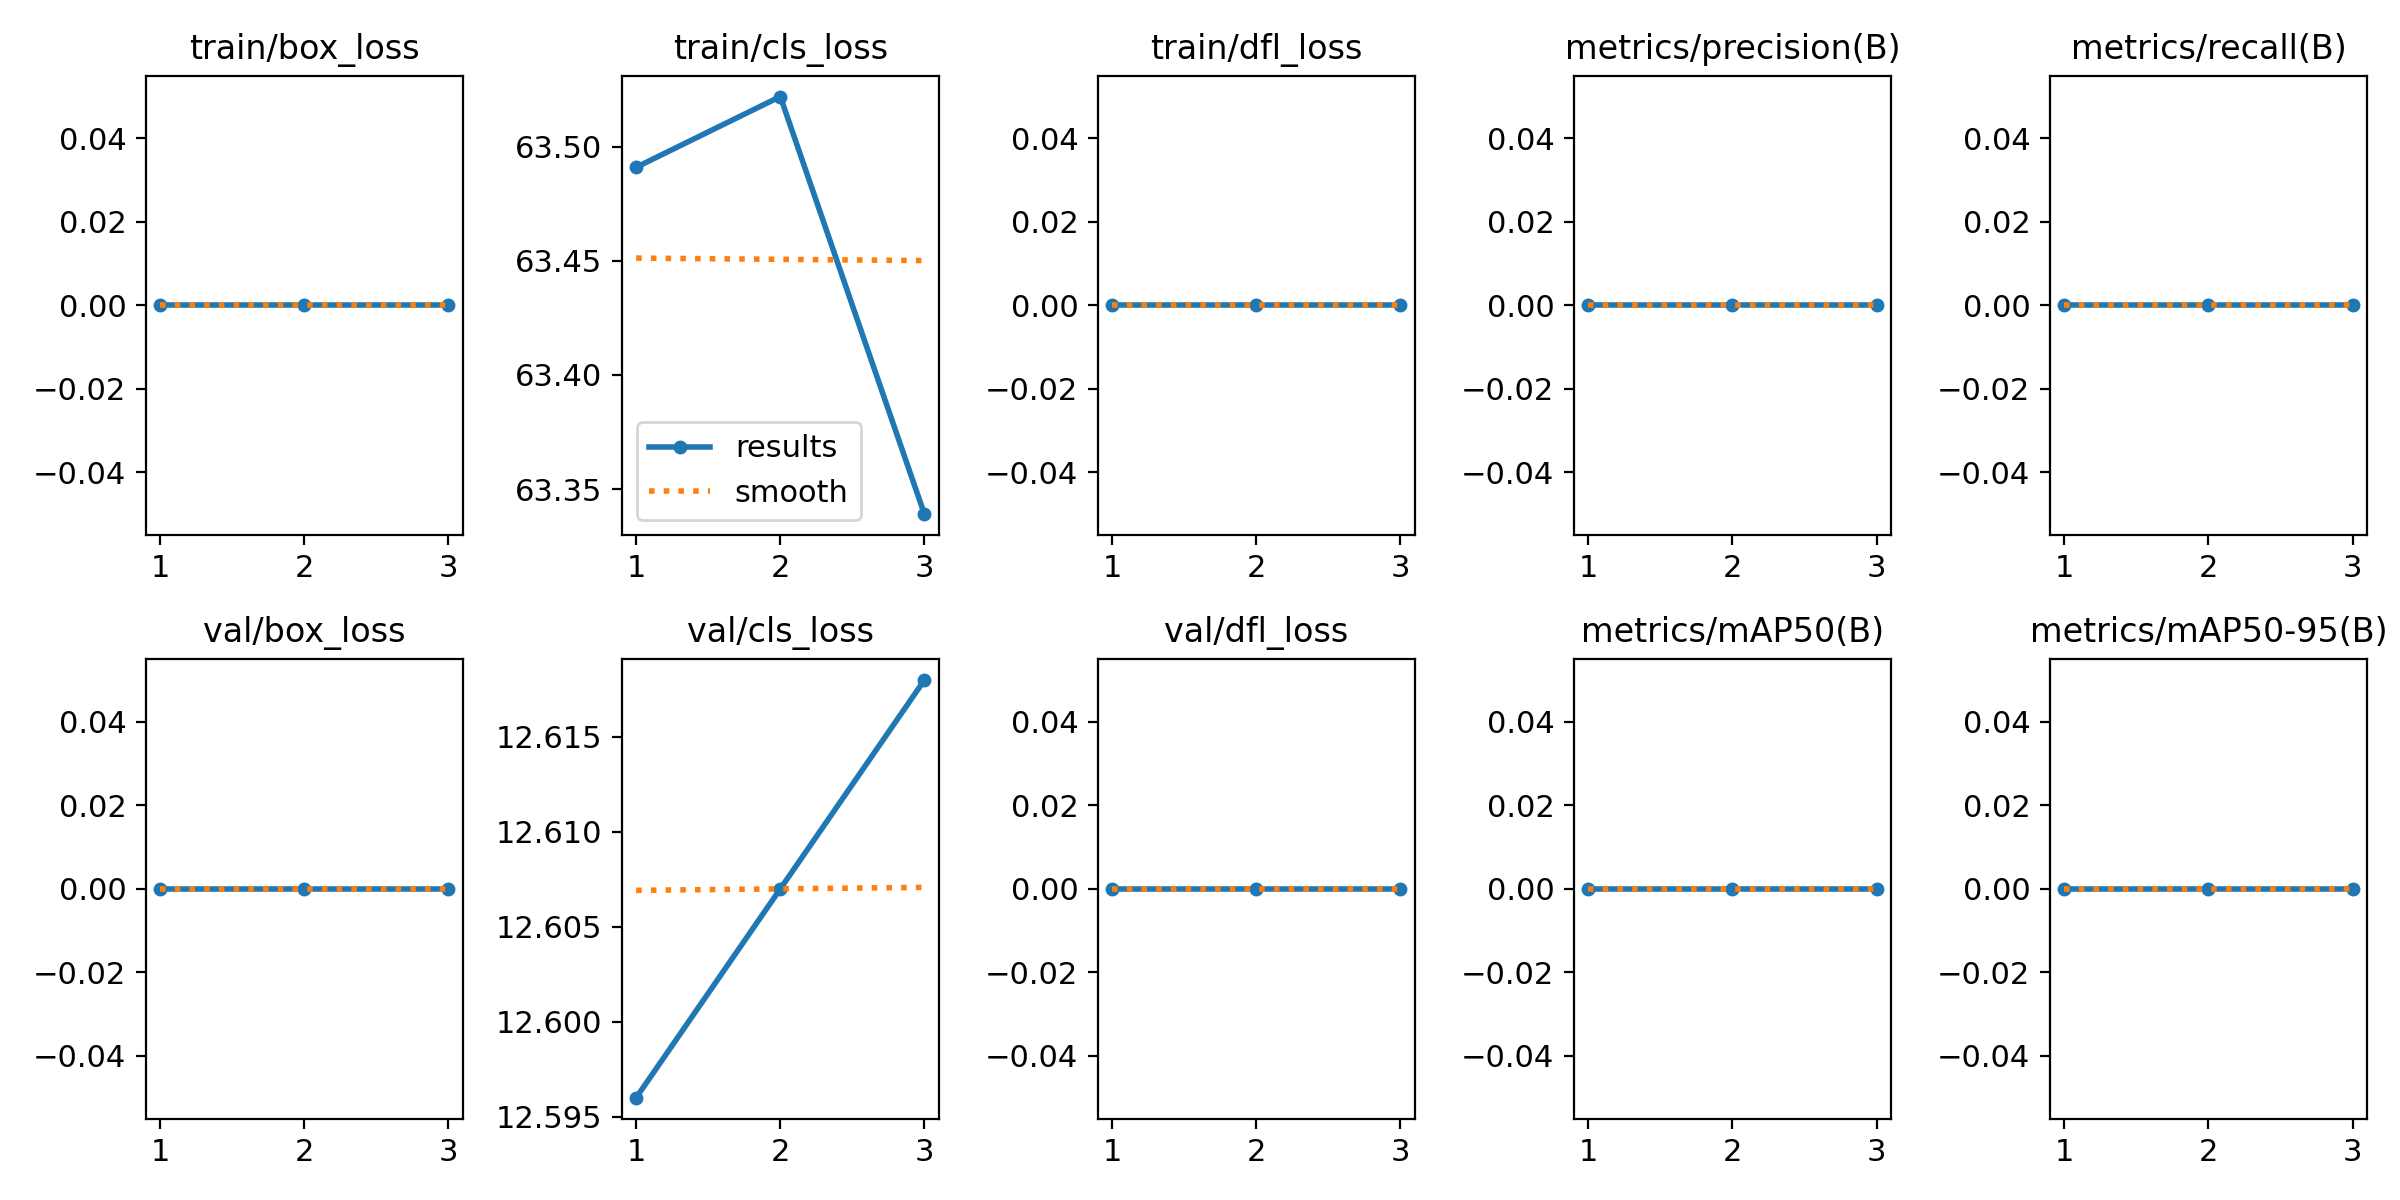 train/box_loss train/cls_loss train/dfl_loss metrics/precision(B) metrics/recall(B)
0.04 63.50 0.04 0.04 0.04
0.02 63.45 0.02 0.02 0.02
0.00 63.40 0.00 0.00 0.00
−0.02 63.35 −0.02 −0.02 −0.02
−0.04 −0.04 −0.04 −0.04
results
smooth
1 2 3 1 2 3 1 2 3 1 2 3 1 2 3
val/box_loss val/cls_loss val/dfl_loss metrics/mAP50(B) metrics/mAP50-95(B)
0.04 12.615 0.04 0.04 0.04
0.02 12.610 0.02 0.02 0.02
0.00 12.605 0.00 0.00 0.00
−0.02 12.600 −0.02 −0.02 −0.02
−0.04 12.595 −0.04 −0.04 −0.04
1 2 3 1 2 3 1 2 3 1 2 3 1 2 3